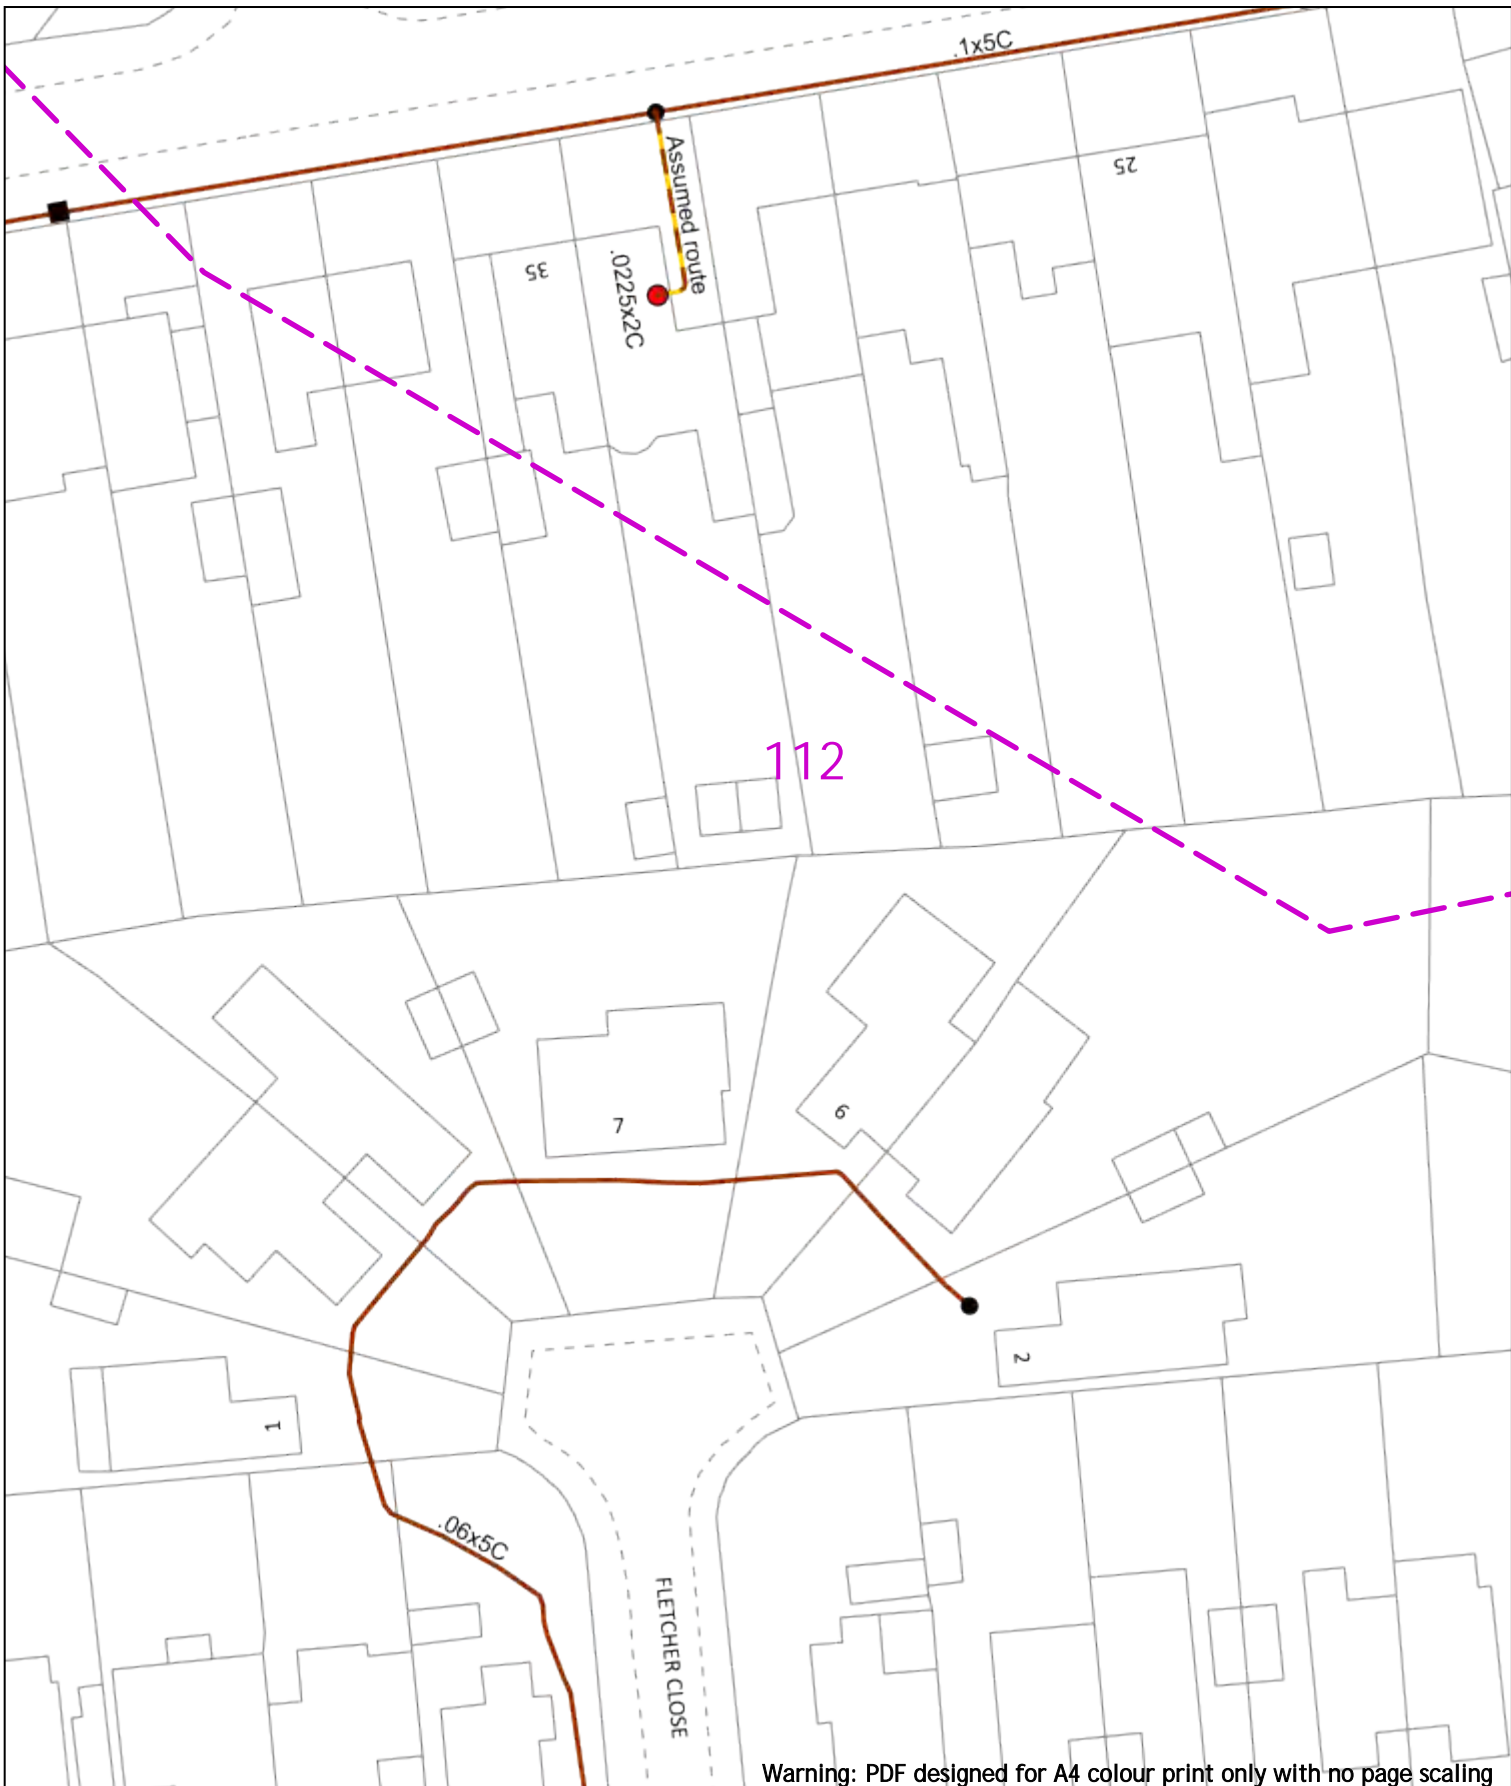 .1x5C
Assumed route
25
35
.0225x2C
112
7
6
2
1
.06x5C
FLETCHER CLOSE
Warning: PDF designed for A4 colour print only with no page scaling